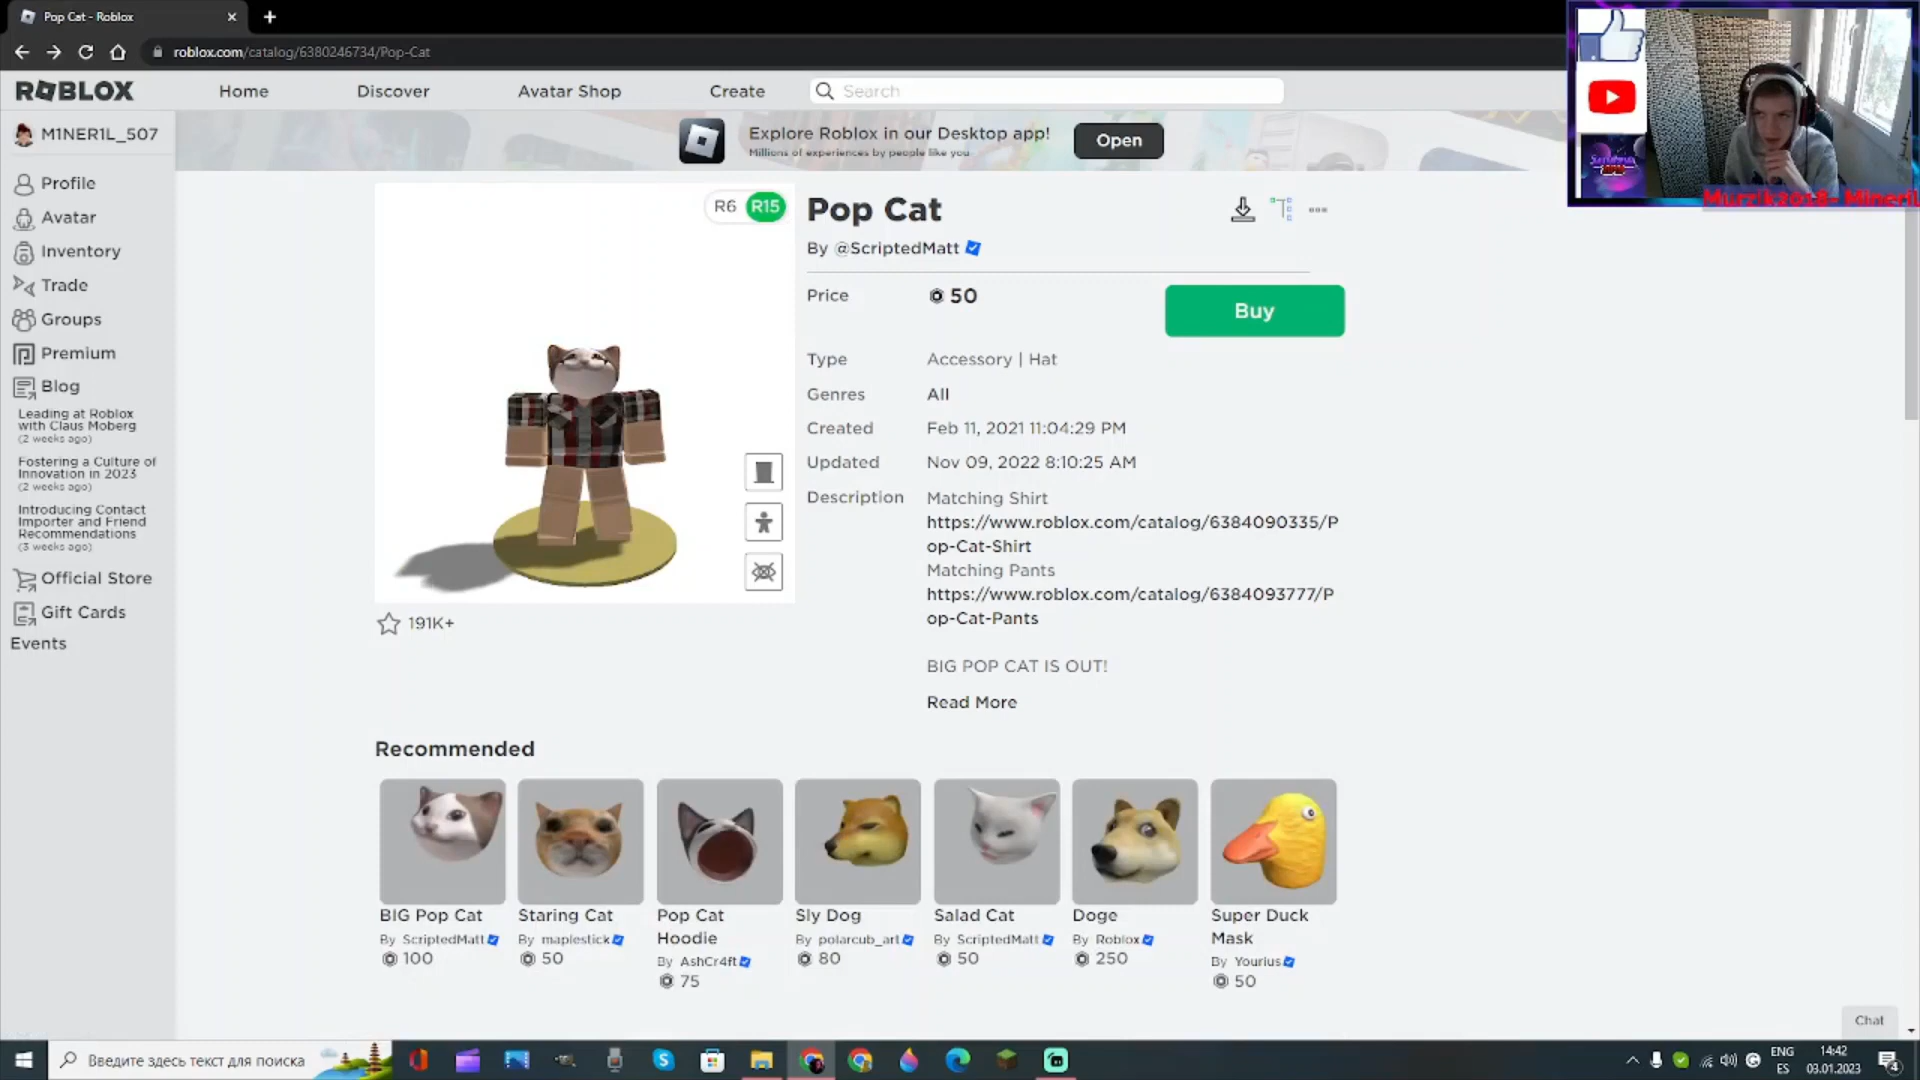 Pop Cat - Roblox
roblox.com/catalog/6380246734/Pop-Cat
ROBLOX
Home
Discover
Avatar Shop
Create
Search
M1NER1L_507
Explore Roblox in our Desktop app!
Millions of experiences by people like you
Open
Profile
Avatar
Inventory
Trade
Groups
Premium
Blog
Leading at Roblox
with Claus Moberg
(2 weeks ago)
Fostering a Culture of
Innovation in 2023
(2 weeks ago)
Introducing Contact
Importer and Friend
Recommendations
(3 weeks ago)
Official Store
Gift Cards
Events
R6 R15
191K+
Pop Cat
By @ScriptedMatt
Price
50
Buy
Type
Accessory | Hat
Genres
All
Created
Feb 11, 2021 11:04:29 PM
Updated
Nov 09, 2022 8:10:25 AM
Description
Matching Shirt
https://www.roblox.com/catalog/6384090335/P
op-Cat-Shirt
Matching Pants
https://www.roblox.com/catalog/6384093777/P
op-Cat-Pants
BIG POP CAT IS OUT!
Read More
Recommended
BIG Pop Cat
By ScriptedMatt
100
Staring Cat
By maplestick
50
Pop Cat
Hoodie
By AshCr4ft
75
Sly Dog
By polarcub_art
80
Salad Cat
By ScriptedMatt
50
Doge
By Roblox
250
Super Duck
Mask
By Yourius
50
Murzik2018- Mineril
Chat
Введите здесь текст для поиска
ENG
ES
14:42
03.01.2023
4